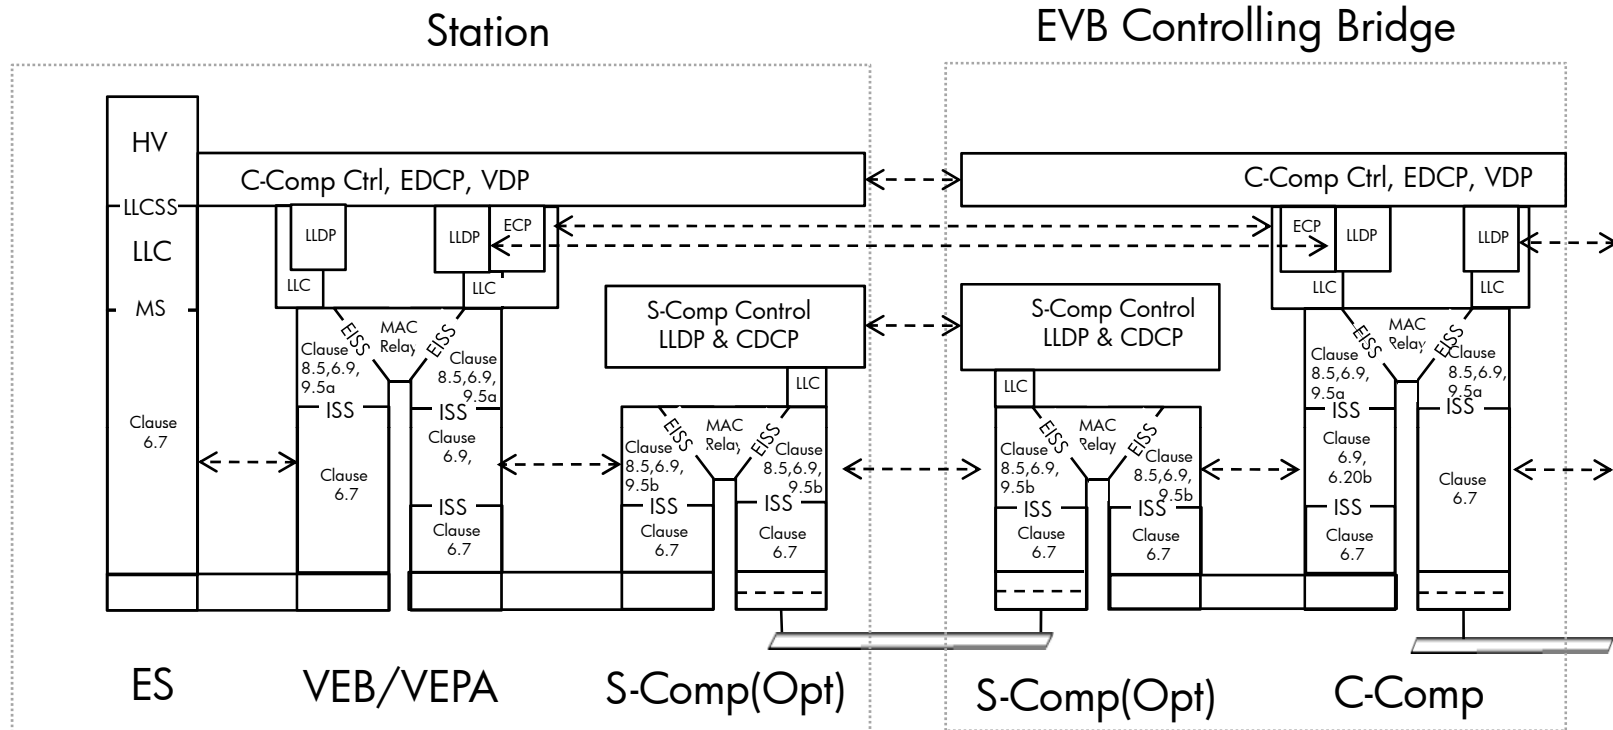 Station
EVB Controlling Bridge
HV
C-Comp Ctrl, EDCP, VDP
C-Comp Ctrl, EDCP, VDP
LLCSS
LLC
MS
Clause
6.7
LLDP
LLDP
ECP
LLC
LLC
EISS
MAC
Relay
EISS
Clause
8.5,6.9,
9.5a
Clause
8.5,6.9,
9.5a
ISS
ISS
Clause
6.9,
Clause
6.7
ISS
Clause
6.7
S-Comp Control
LLDP & CDCP
LLC
EISS
MAC
Relay
EISS
Clause
8.5,6.9,
9.5b
Clause
8.5,6.9,
9.5b
ISS
ISS
Clause
6.7
Clause
6.7
S-Comp Control
LLDP & CDCP
LLC
EISS
MAC
Relay
EISS
Clause
8.5,6.9,
9.5b
Clause
8.5,6.9,
9.5b
ISS
ISS
Clause
6.7
Clause
6.7
ECP
LLDP
LLDP
LLC
LLC
EISS
MAC
Relay
EISS
Clause
8.5,6.9,
9.5a
Clause
8.5,6.9,
9.5a
ISS
ISS
Clause
6.9,
6.20b
Clause
6.7
ISS
Clause
6.7
ES
VEB/VEPA
S-Comp(Opt)
S-Comp(Opt)
C-Comp